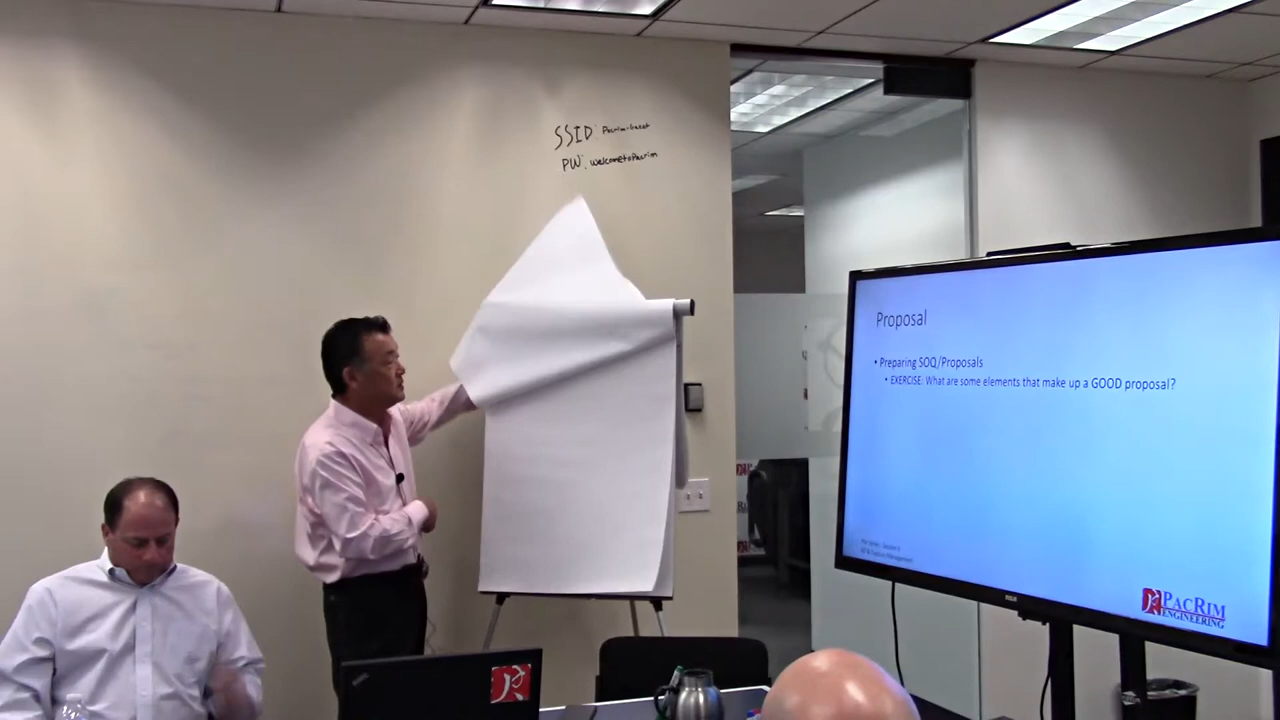 SSID:
PW: WelcometoPacrim
Proposal
• Preparing SOQ/Proposals
• EXERCISE: What are some elements that make up a GOOD proposal?
PACRIM
ENGINEERING